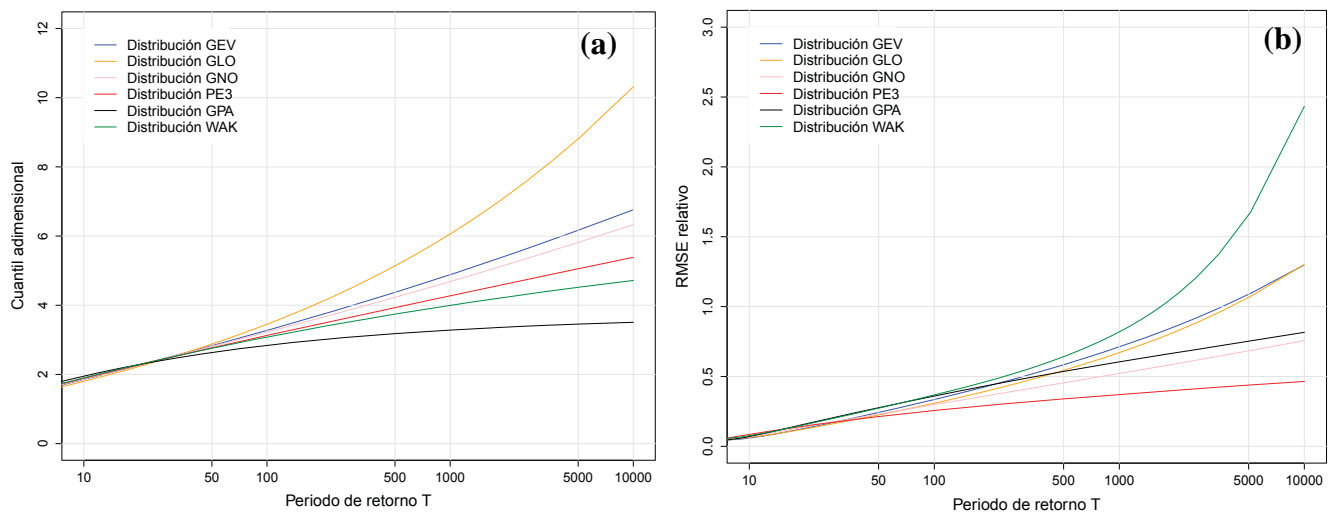 (a)
Distribución GEV
Distribución GLO
Distribución GNO
Distribución PE3
Distribución GPA
Distribución WAK
Cuantil adimensional
12
10
8
6
4
2
0
10 50 100 500 1000 5000 10000
Periodo de retorno T
(b)
Distribución GEV
Distribución GLO
Distribución GNO
Distribución PE3
Distribución GPA
Distribución WAK
RMSE relativo
3.0
2.5
2.0
1.5
1.0
0.5
0.0
10 50 100 500 1000 5000 10000
Periodo de retorno T